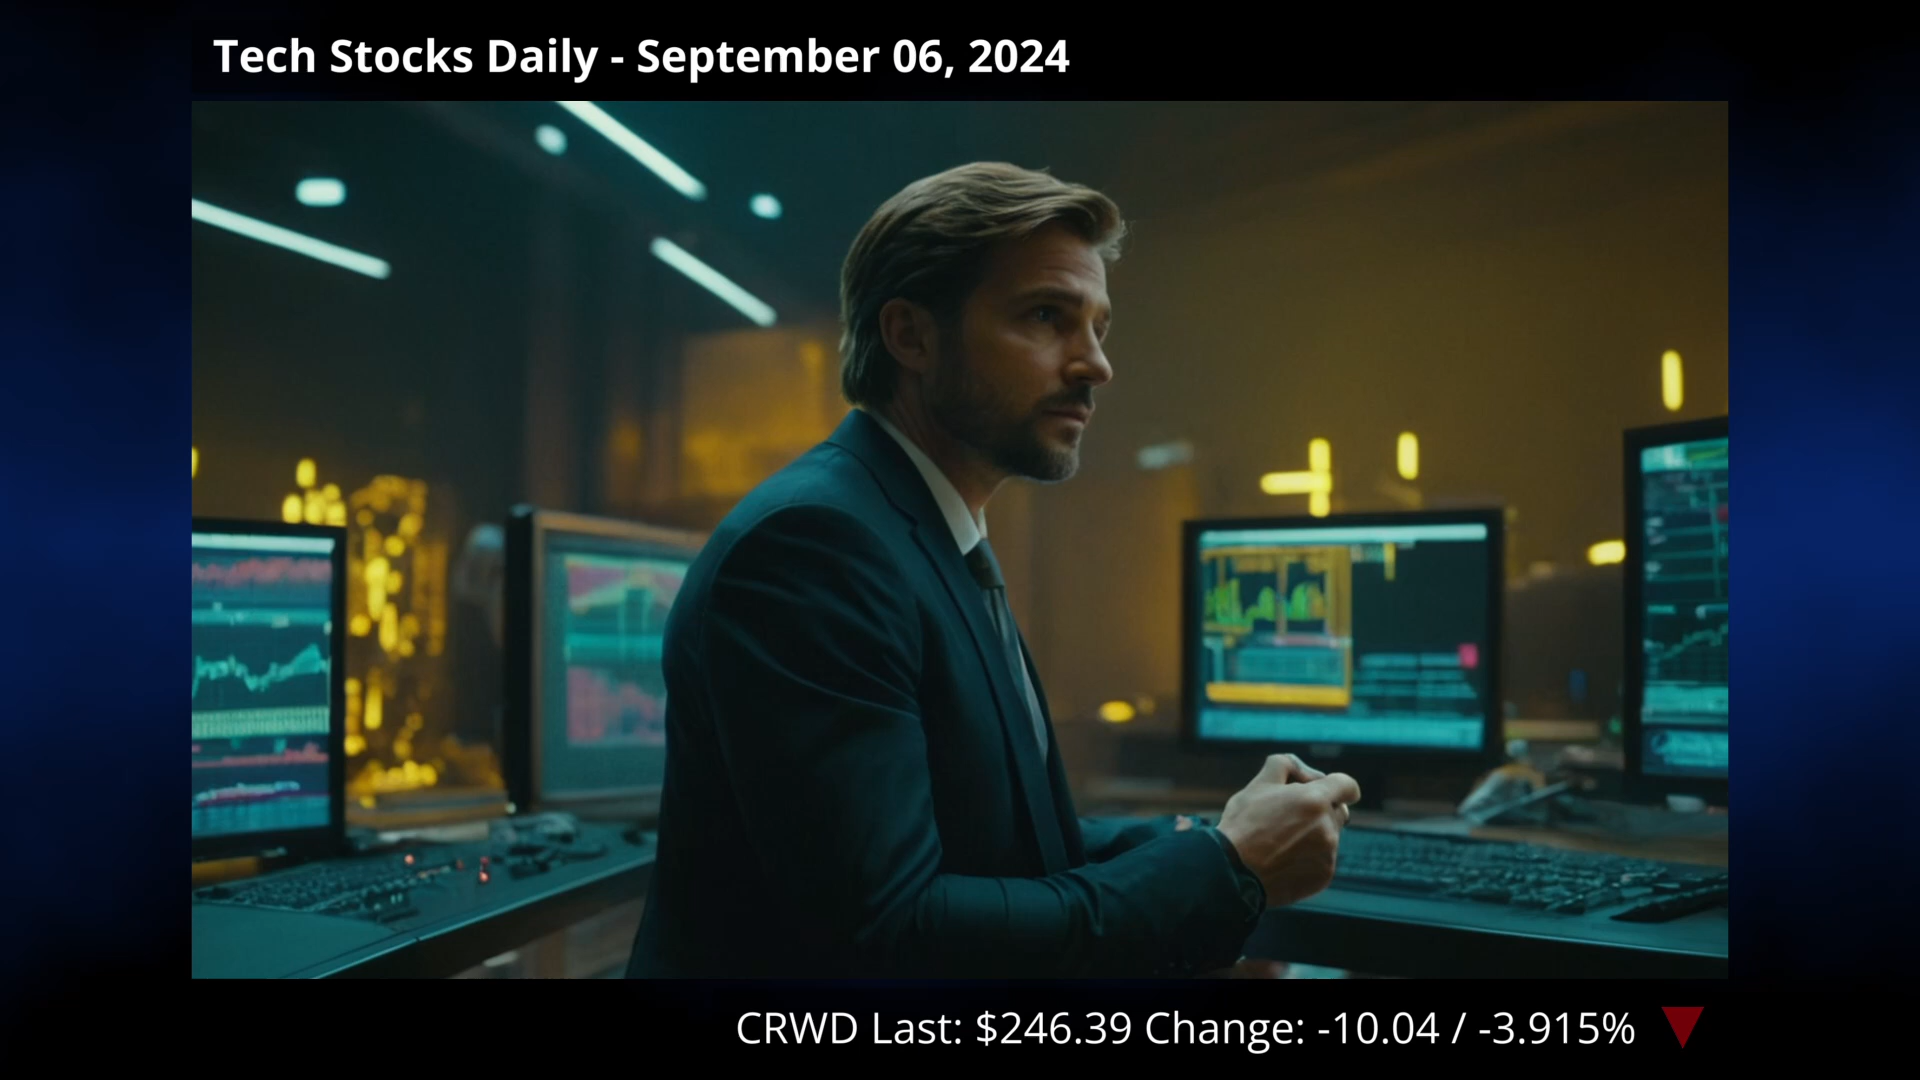 Tech Stocks Daily - September 06, 2024
CRWD Last: $246.39 Change: -10.04 / -3.915%